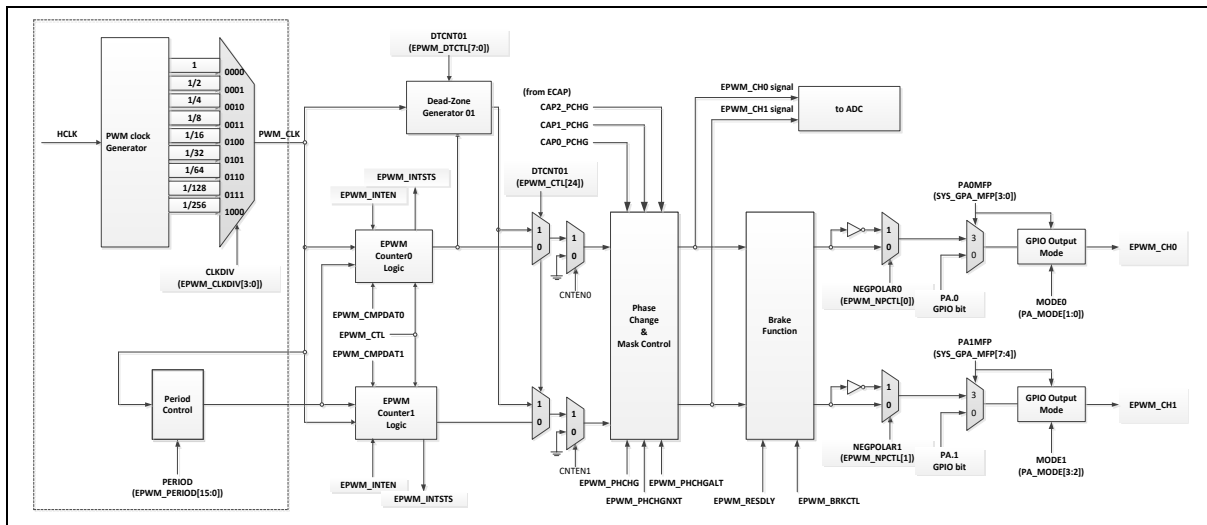 DTCNT01
(EPWM_DTCTL[7:0])
1
0000
1/2
0001
1/4
0010
1/8
0011
1/16
0100
1/32
0101
1/64
0110
1/128
0111
1/256
1000
HCLK
PWM clock
Generator
PWM_CLK
CLKDIV
(EPWM_CLKDIV[3:0])
Dead-Zone
Generator 01
(from ECAP)
CAP2_PCHG
CAP1_PCHG
CAP0_PCHG
EPWM_CH0 signal
EPWM_CH1 signal
to ADC
EPWM_INTSTS
EPWM_INTEN
DTCNT01
(EPWM_CTL[24])
EPWM
Counter0
Logic
1
0
1
0
CNTEN0
EPWM_CMPDAT0
EPWM_CTL
EPWM_CMPDAT1
Phase
Change
&
Mask Control
Brake
Function
1
0
NEGPOLAR0
(EPWM_NPCTL[0])
PA0MFP
(SYS_GPA_MFP[3:0])
3
0
PA.0
GPIO bit
GPIO Output
Mode
EPWM_CH0
MODE0
(PA_MODE[1:0])
Period
Control
PERIOD
(EPWM_PERIOD[15:0])
EPWM
Counter1
Logic
EPWM_INTEN
EPWM_INTSTS
1
0
1
0
CNTEN1
EPWM_PHCHG
EPWM_PHCHGNXT
EPWM_PHCHGALT
EPWM_RESDLY
EPWM_BRKCTL
1
0
NEGPOLAR1
(EPWM_NPCTL[1])
PA1MFP
(SYS_GPA_MFP[7:4])
3
0
PA.1
GPIO bit
GPIO Output
Mode
EPWM_CH1
MODE1
(PA_MODE[3:2])